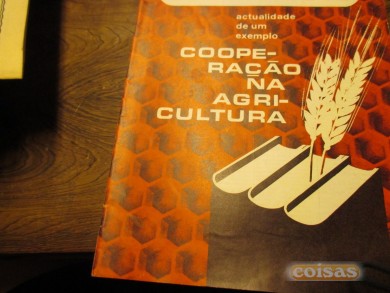 actualidade
de um
exemplo
COOPE-
RAÇÃO
NA
AGRI-
CULTURA
coisas